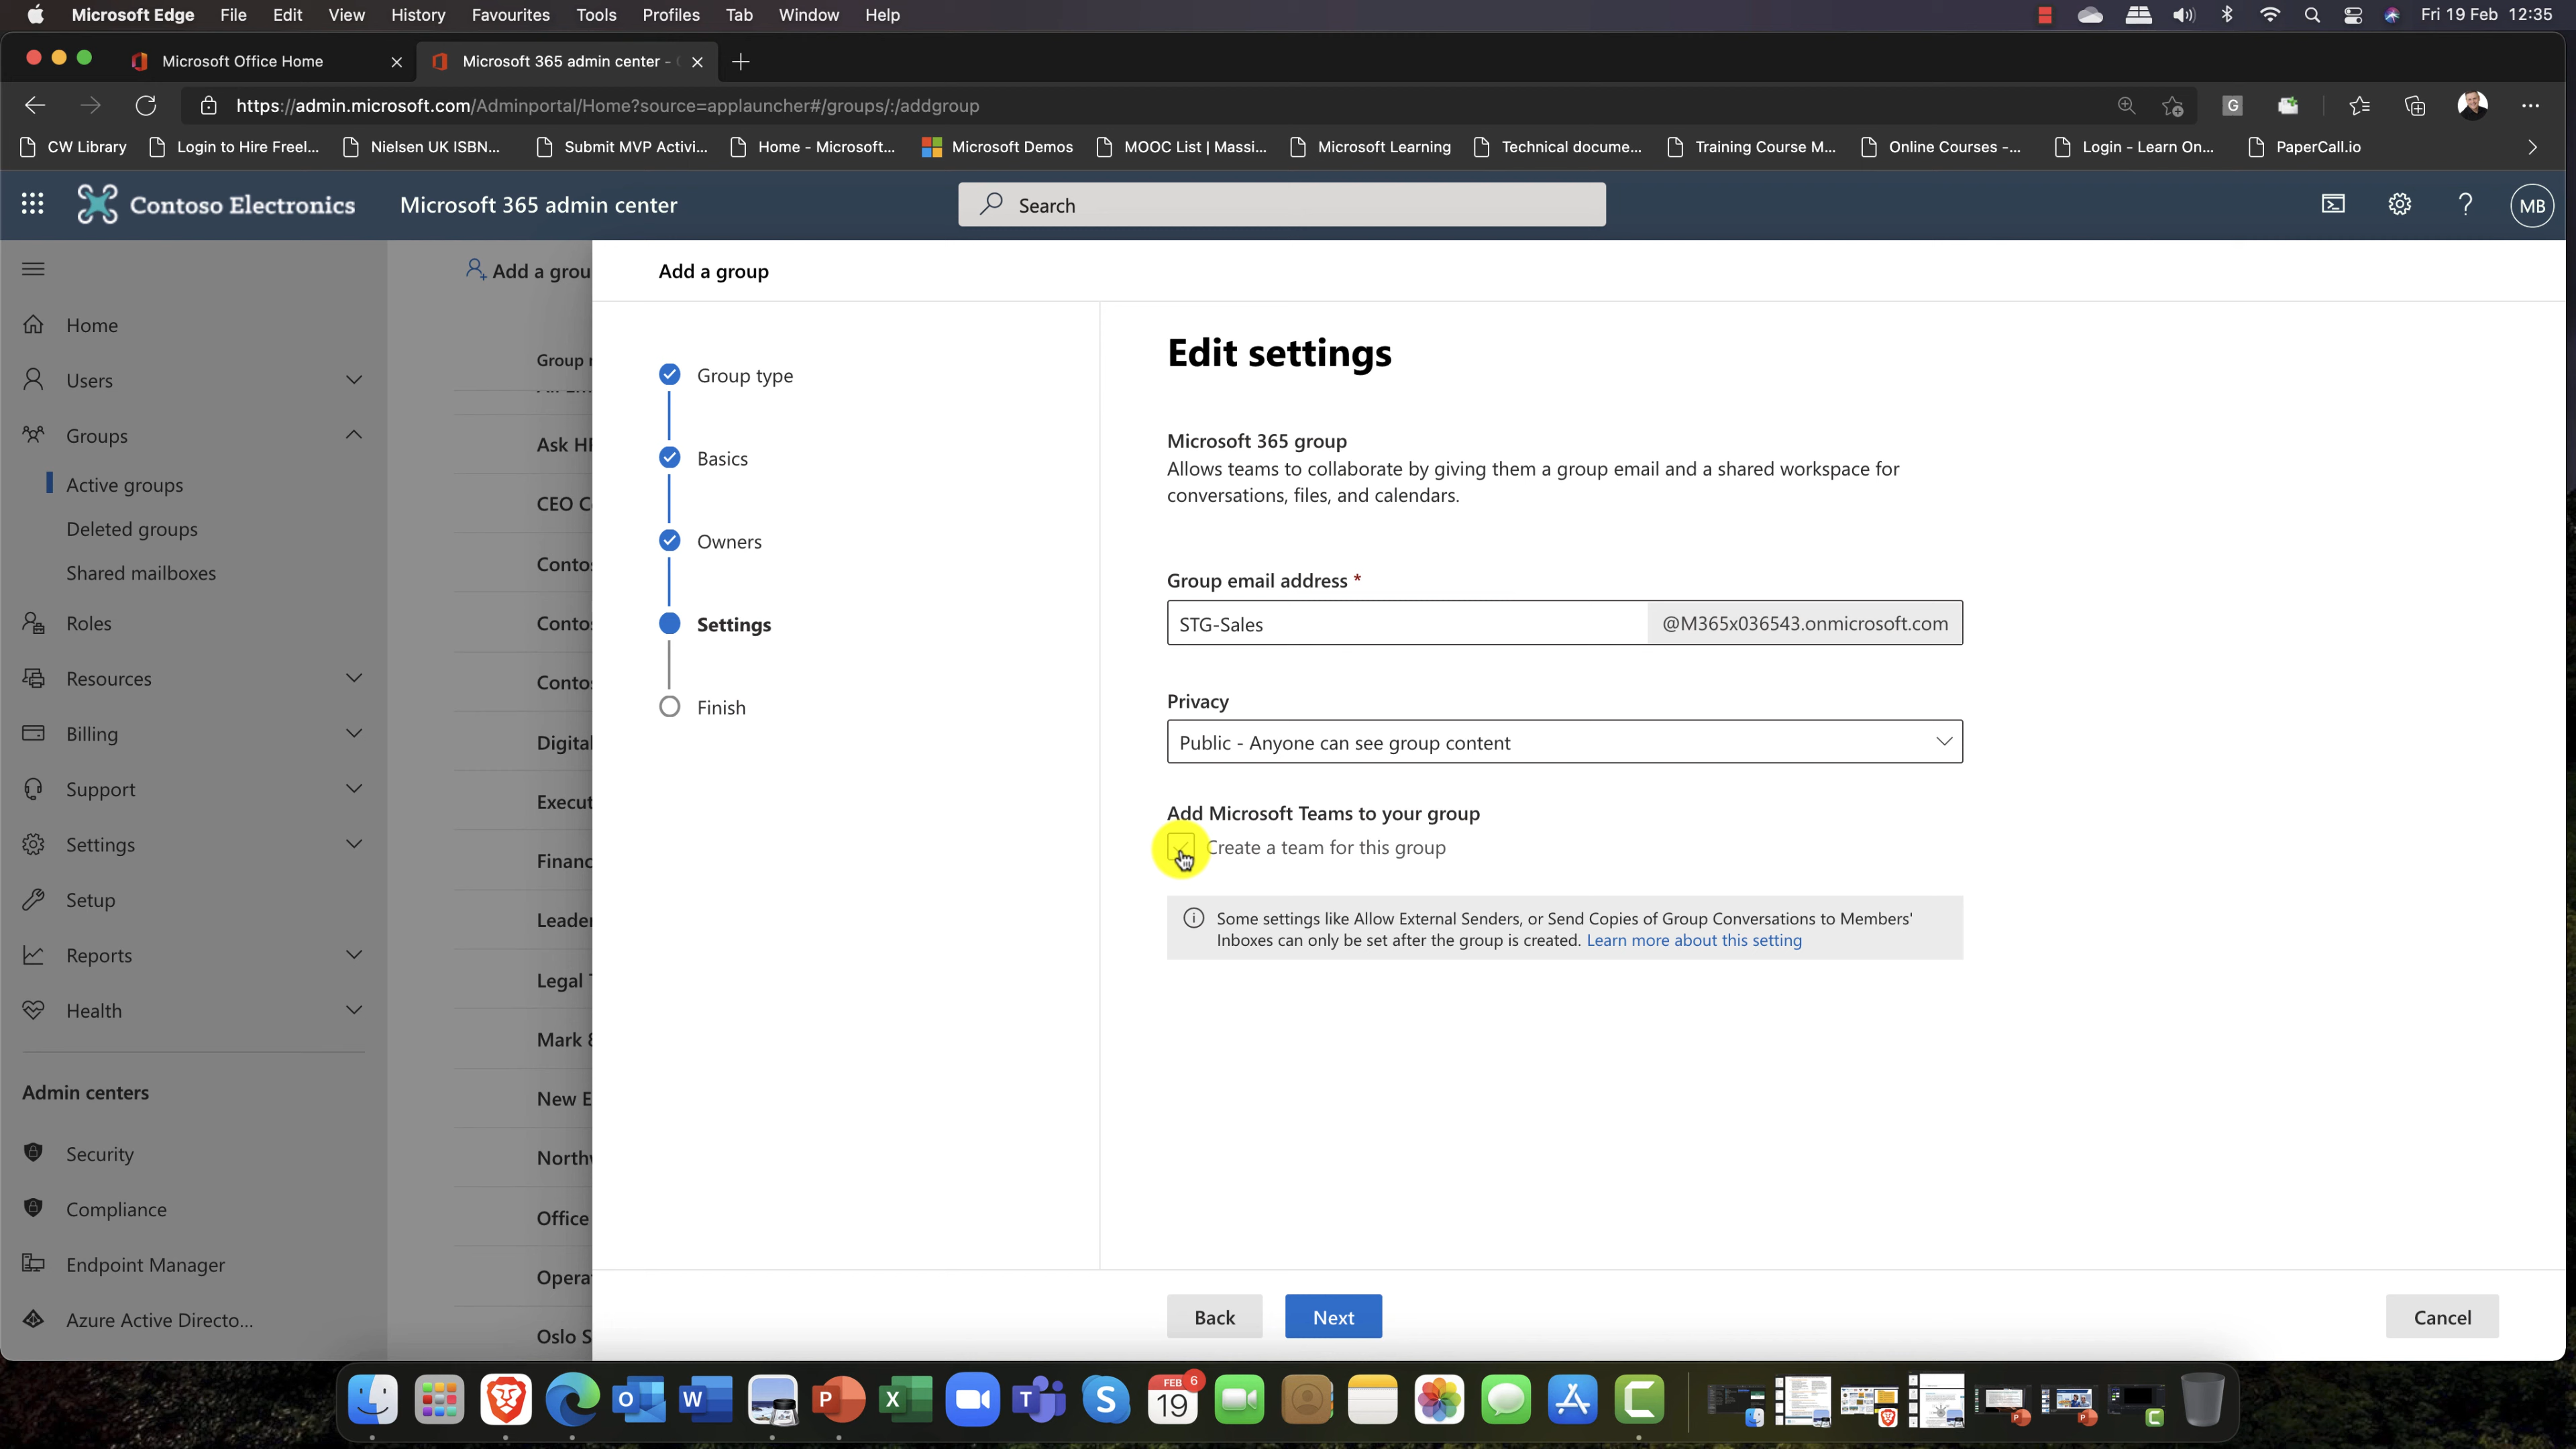 Microsoft Edge File Edit View History Favourites Tools Profiles Tab Window Help Fri 19 Feb 12:35
Microsoft Office Home Microsoft 365 admin center -
https://admin.microsoft.com/Adminportal/Home?source=applauncher#/groups/:/addgroup G
CW Library Login to Hire Freel... Nielsen UK ISBN... Submit MVP Activi... Home - Microsoft... Microsoft Demos MOOC List | Massi... Microsoft Learning Technical docume... Training Course M... Online Courses -... Login - Learn On... PaperCall.io
Contoso Electronics Microsoft 365 admin center Search ? MB
Home
Users
Groups
Active groups
Deleted groups
Shared mailboxes
Roles
Resources
Billing
Support
Settings
Setup
Reports
Health
Admin centers
Security
Compliance
Endpoint Manager
Azure Active Directo...
Add a grou
Group
Ask H
CEO C
Conto
Conto
Conto
Digital
Execut
Financ
Leader
Legal
Mark
New E
North
Office
Opera
Oslo S
Add a group
Group type
Basics
Owners
Settings
Finish
Edit settings
Microsoft 365 group
Allows teams to collaborate by giving them a group email and a shared workspace for
conversations, files, and calendars.
Group email address *
STG-Sales @M365x036543.onmicrosoft.com
Privacy
Public - Anyone can see group content
Add Microsoft Teams to your group
Create a team for this group
Some settings like Allow External Senders, or Send Copies of Group Conversations to Members'
Inboxes can only be set after the group is created. Learn more about this setting
Back Next Cancel
O W P X T S FEB 6 19 C